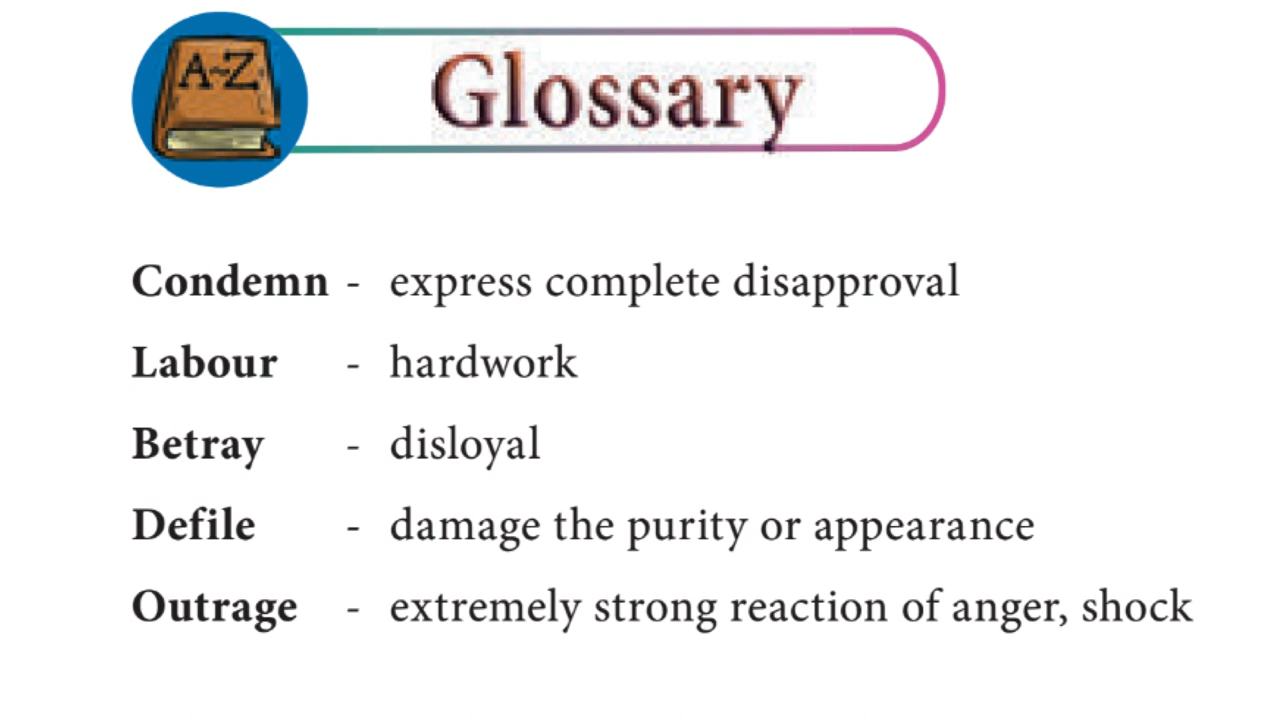 A-Z
Glossary
Condemn - express complete disapproval
Labour - hardwork
Betray - disloyal
Defile - damage the purity or appearance
Outrage - extremely strong reaction of anger, shock